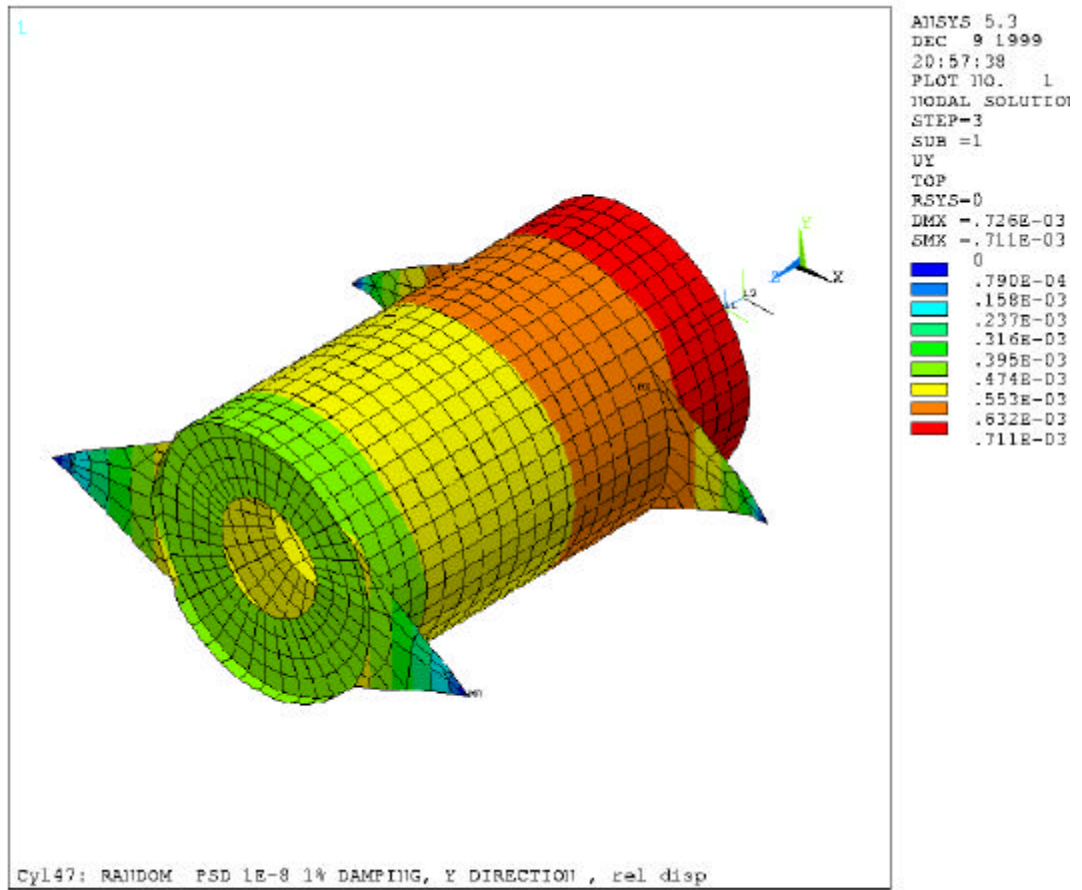 1
ANSYS 5.3
DEC 9 1999
20:57:38
PLOT NO. 1
NODAL SOLUTION
STEP=3
SUB =1
UY
TOP
RSYS=0
DMX =.726E-03
SMX =.711E-03
0
.790E-04
.158E-03
.237E-03
.316E-03
.395E-03
.474E-03
.553E-03
.632E-03
.711E-03
Y
Z
X
MX
Cyl47: RANDOM PSD 1E-8 1% DAMPING, Y DIRECTION , rel disp